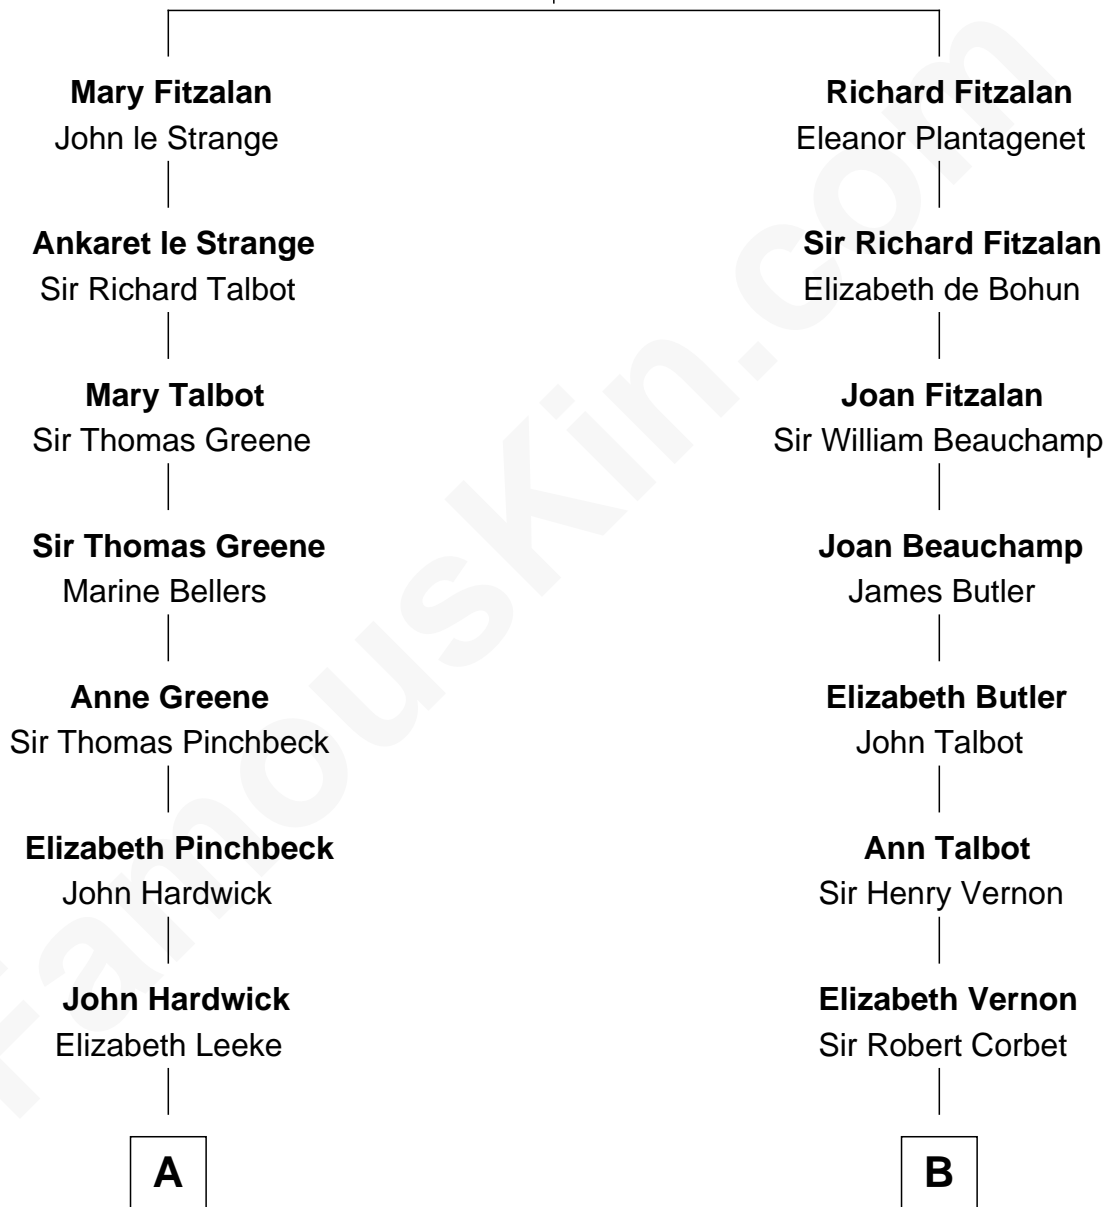 Mary Fitzalan
John le Strange
Ankaret le Strange
Sir Richard Talbot
Mary Talbot
Sir Thomas Greene
Sir Thomas Greene
Marine Bellers
Anne Greene
Sir Thomas Pinchbeck
Elizabeth Pinchbeck
John Hardwick
John Hardwick
Elizabeth Leeke
A
Richard Fitzalan
Eleanor Plantagenet
Sir Richard Fitzalan
Elizabeth de Bohun
Joan Fitzalan
Sir William Beauchamp
Joan Beauchamp
James Butler
Elizabeth Butler
John Talbot
Ann Talbot
Sir Henry Vernon
Elizabeth Vernon
Sir Robert Corbet
B
FamousKin.com